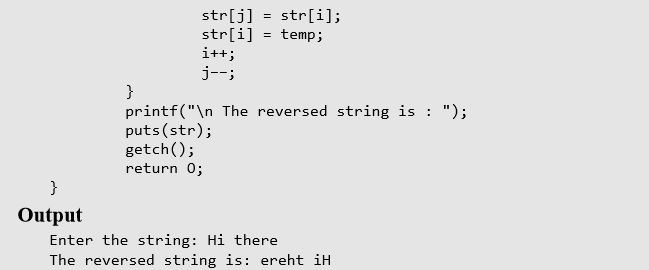 str[j] = str[i];
str[i] = temp;
i++;
j--;
}
printf("\n The reversed string is : ");
puts(str);
getch();
return 0;
}
Output
Enter the string: Hi there
The reversed string is: ereht iH